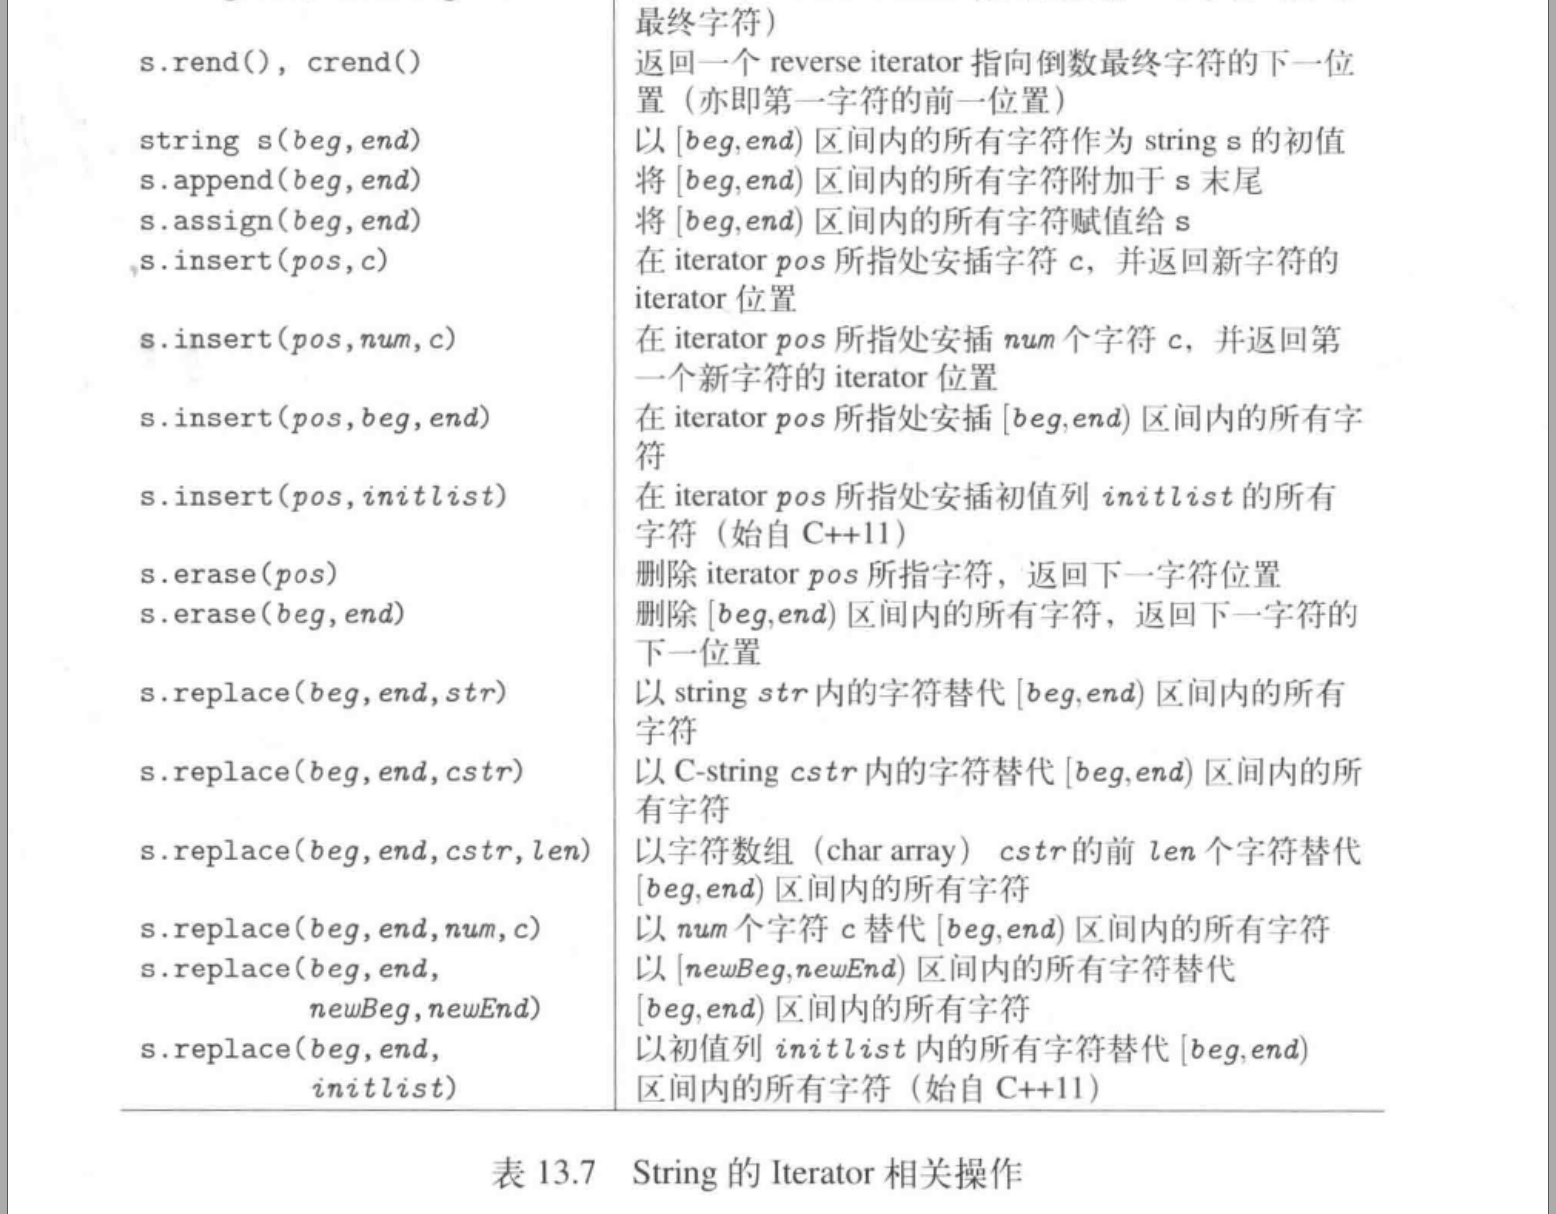 最终字符）
s.rend(), crend()
返回一个 reverse iterator 指向倒数最终字符的下一位
置（亦即第一字符的前一位置）
string s(beg,end)
以 [beg,end) 区间内的所有字符作为 string s 的初值
s.append(beg,end)
将 [beg,end) 区间内的所有字符附加于 s 末尾
s.assign(beg,end)
将 [beg,end) 区间内的所有字符赋值给 s
s.insert(pos,c)
在 iterator pos 所指处安插字符 c，并返回新字符的
iterator 位置
s.insert(pos,num,c)
在 iterator pos 所指处安插 num 个字符 c，并返回第
一个新字符的 iterator 位置
s.insert(pos,beg,end)
在 iterator pos 所指处安插 [beg,end) 区间内的所有字
符
s.insert(pos,initlist)
在 iterator pos 所指处安插初值列 initlist 的所有
字符（始自 C++11）
s.erase(pos)
删除 iterator pos 所指字符，返回下一字符位置
s.erase(beg,end)
删除 [beg,end) 区间内的所有字符，返回下一字符的
下一位置
s.replace(beg,end,str)
以 string str 内的字符替代 [beg,end) 区间内的所有
字符
s.replace(beg,end,cstr)
以 C-string cstr 内的字符替代 [beg,end) 区间内的所
有字符
s.replace(beg,end,cstr,len)
以字符数组（char array） cstr 的前 len 个字符替代
[beg,end) 区间内的所有字符
s.replace(beg,end,num,c)
以 num 个字符 c 替代 [beg,end) 区间内的所有字符
s.replace(beg,end,
newBeg,newEnd)
以 [newBeg,newEnd) 区间内的所有字符替代
[beg,end) 区间内的所有字符
s.replace(beg,end,
initlist)
以初值列 initlist 内的所有字符替代 [beg,end)
区间内的所有字符（始自 C++11）
表 13.7 String 的 Iterator 相关操作